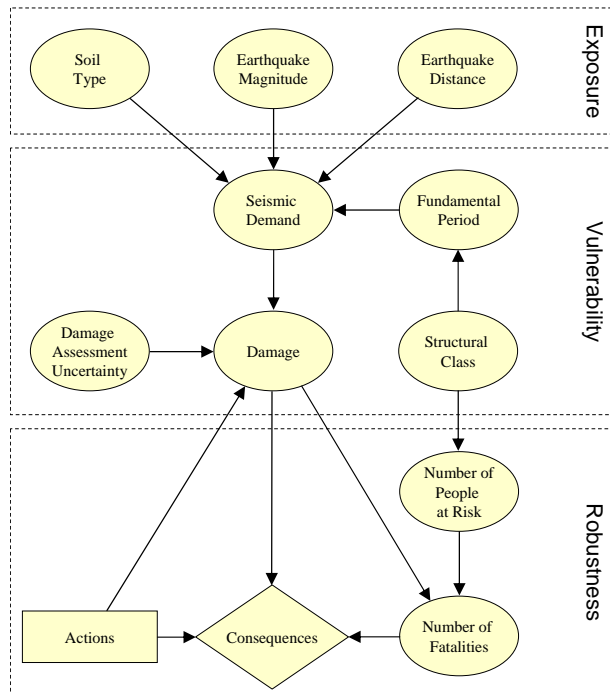 Soil
Type
Earthquake
Magnitude
Earthquake
Distance
Exposure
Seismic
Demand
Fundamental
Period
Damage
Assessment
Uncertainty
Damage
Structural
Class
Vulnerability
Number of
People
at Risk
Actions
Consequences
Number of
Fatalities
Robustness